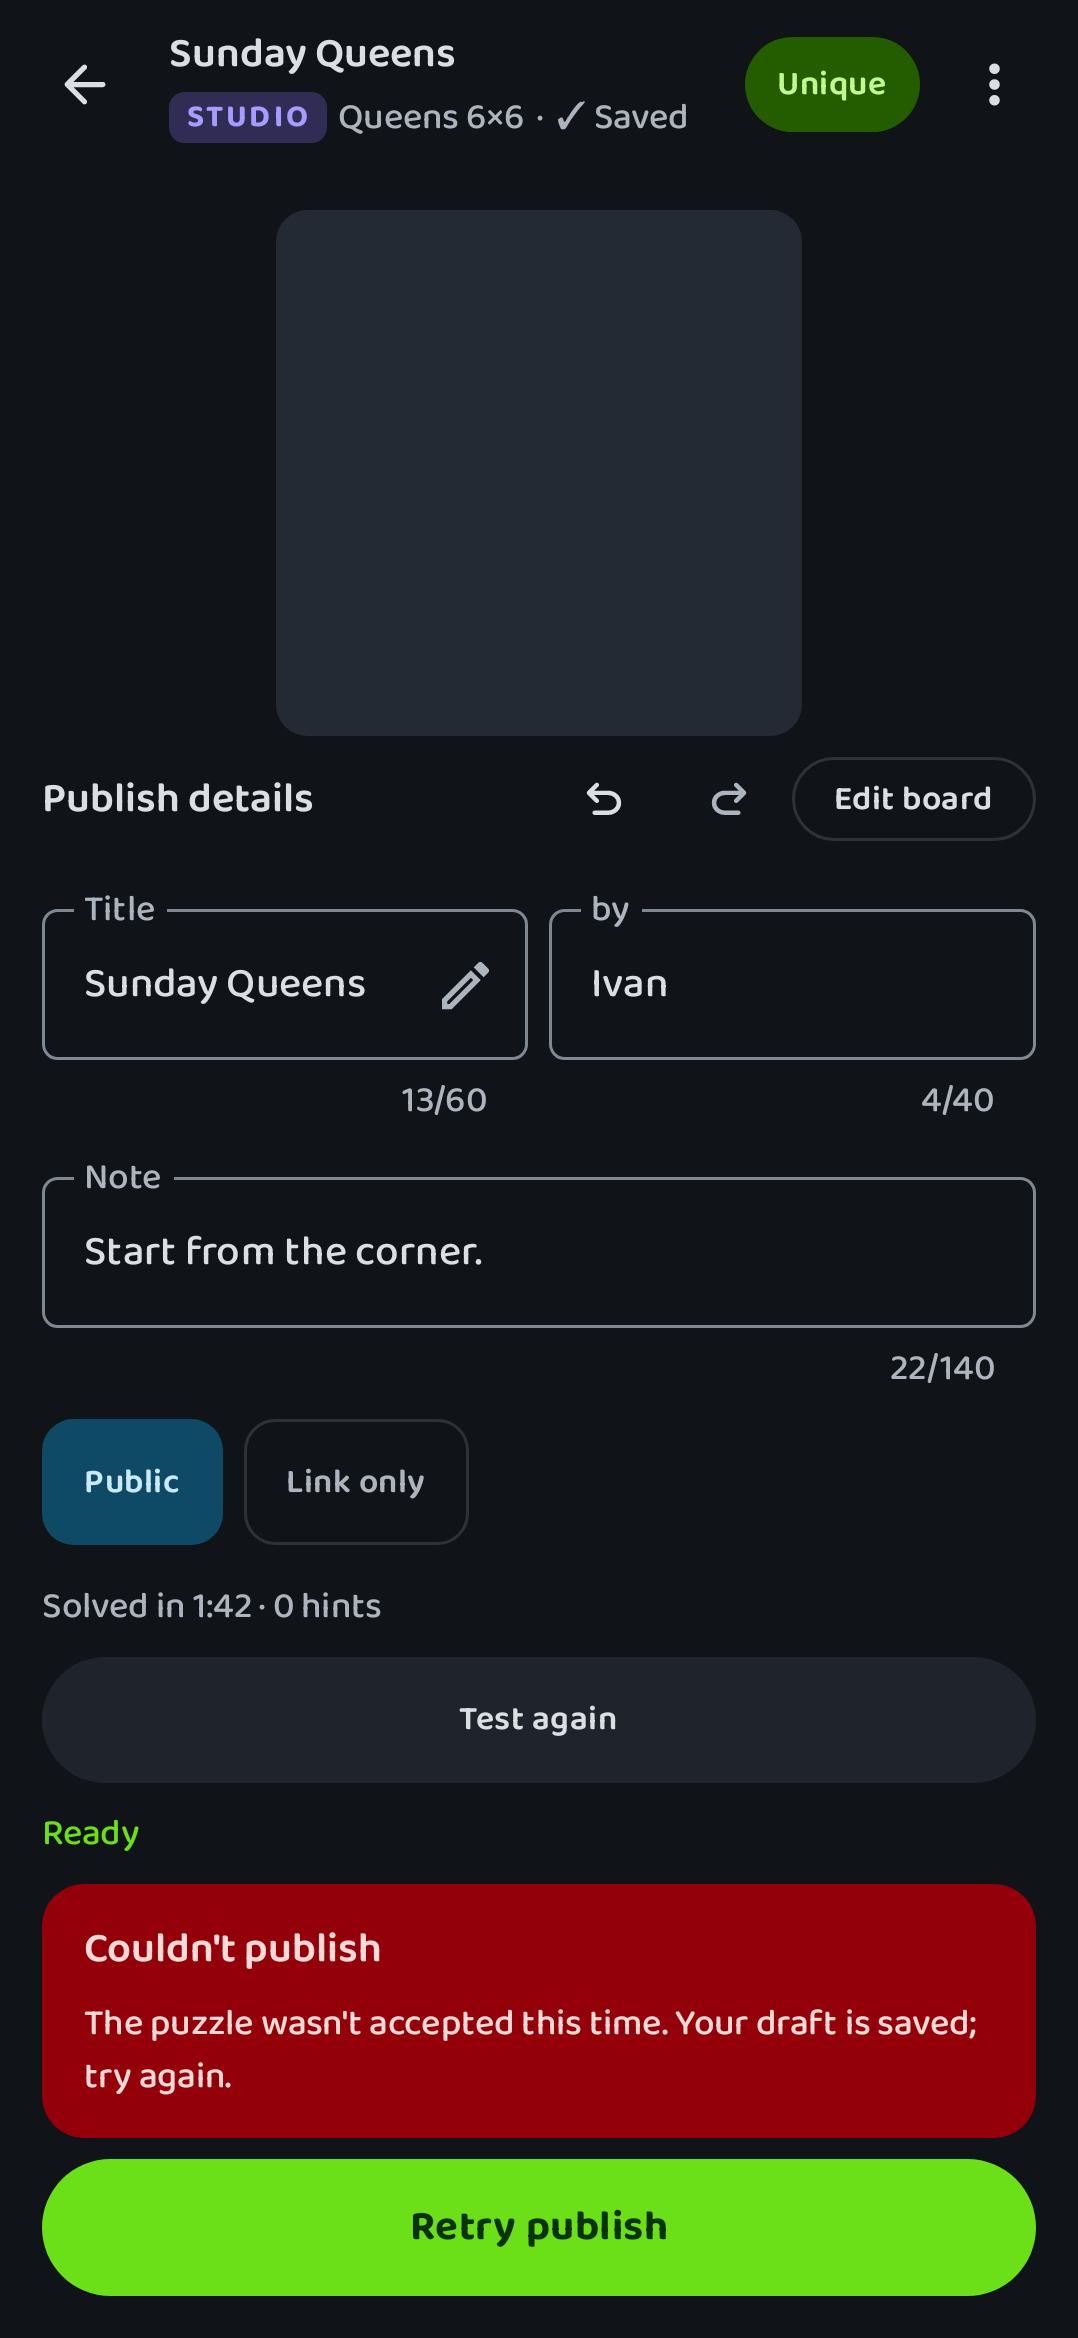 Sunday Queens
Unique
STUDIO Queens 6×6 · ✓ Saved
Publish details
Edit board
Title
Sunday Queens
13/60
by
Ivan
4/40
Note
Start from the corner.
22/140
Public
Link only
Solved in 1:42 · 0 hints
Test again
Ready
Couldn't publish
The puzzle wasn't accepted this time. Your draft is saved;
try again.
Retry publish